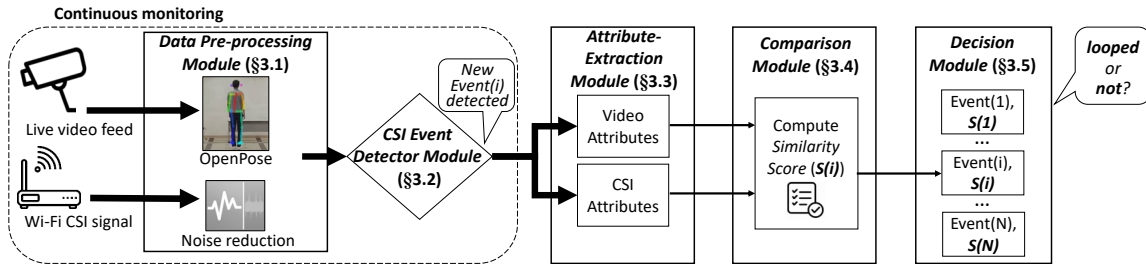 Continuous monitoring
Live video feed
Wi-Fi CSI signal
Data Pre-processing
Module (§3.1)
OpenPose
Noise reduction
New
Event(i)
detected
CSI Event
Detector Module
(§3.2)
Attribute-
Extraction
Module (§3.3)
Video
Attributes
CSI
Attributes
Comparison
Module (§3.4)
Compute
Similarity
Score (S(i))
Decision
Module (§3.5)
Event(1),
S(1)
...
Event(i),
S(i)
...
Event(N),
S(N)
looped
or
not?